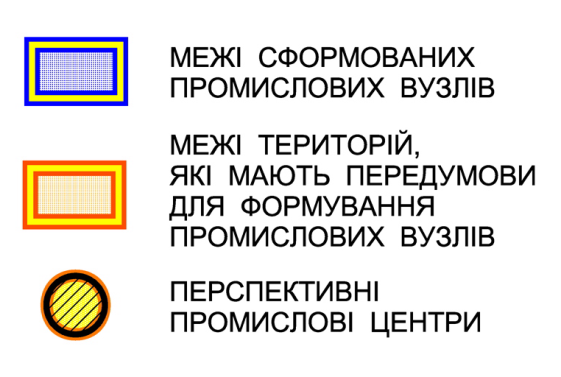 МЕЖІ СФОРМОВАНИХ
ПРОМИСЛОВИХ ВУЗЛІВ
МЕЖІ ТЕРИТОРІЙ,
ЯКІ МАЮТЬ ПЕРЕДУМОВИ
ДЛЯ ФОРМУВАННЯ
ПРОМИСЛОВИХ ВУЗЛІВ
ПЕРСПЕКТИВНІ
ПРОМИСЛОВІ ЦЕНТРИ